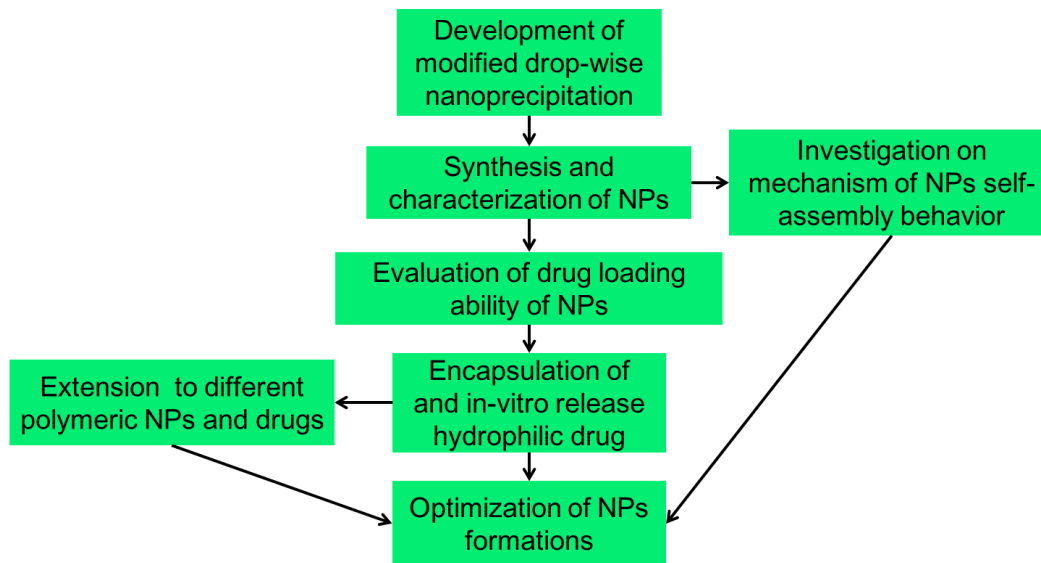 Development of
modified drop-wise
nanoprecipitation
Synthesis and
characterization of NPs
Investigation on
mechanism of NPs self-
assembly behavior
Evaluation of drug loading
ability of NPs
Encapsulation of
and in-vitro release
hydrophilic drug
Extension to different
polymeric NPs and drugs
Optimization of NPs
formations